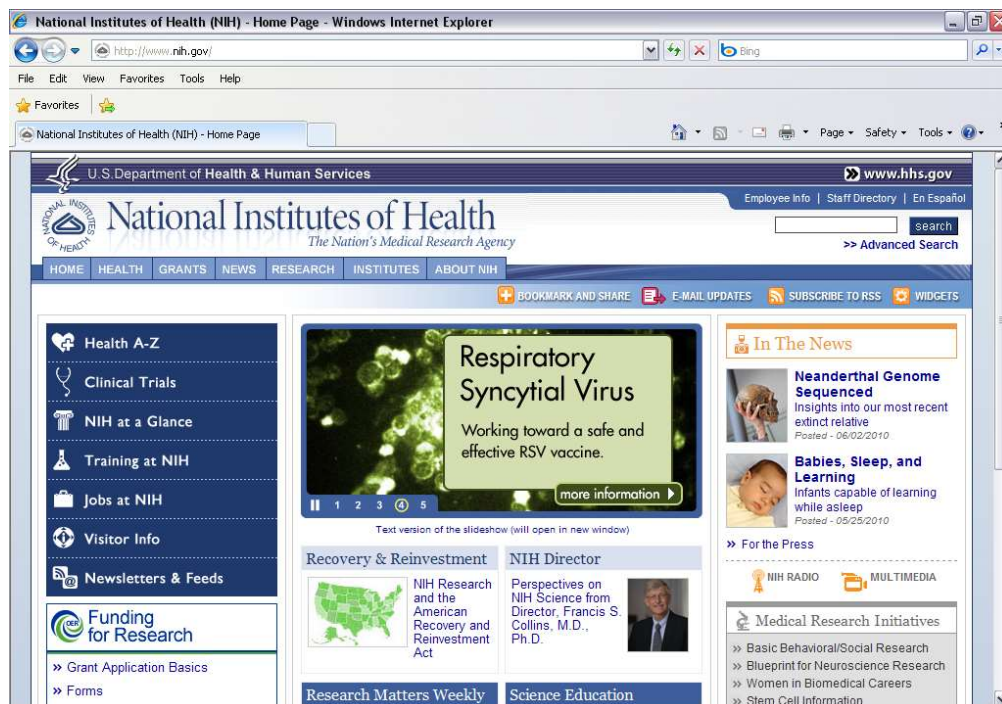 National Institutes of Health (NIH) - Home Page - Windows Internet Explorer
http://www.nih.gov/
Bing
File Edit View Favorites Tools Help
Favorites
National Institutes of Health (NIH) - Home Page
Page Safety Tools
U.S.Department of Health & Human Services
www.hhs.gov
Employee Info | Staff Directory | En Español
NATIONAL INSTITUTES OF HEALTH
National Institutes of Health
The Nation's Medical Research Agency
search
>> Advanced Search
HOME HEALTH GRANTS NEWS RESEARCH INSTITUTES ABOUT NIH
BOOKMARK AND SHARE E-MAIL UPDATES SUBSCRIBE TO RSS WIDGETS
Health A-Z
Clinical Trials
NIH at a Glance
Training at NIH
Jobs at NIH
Visitor Info
Newsletters & Feeds
OER
Funding
for Research
» Grant Application Basics
» Forms
Respiratory
Syncytial Virus
Working toward a safe and
effective RSV vaccine.
more information
1 2 3 4 5
Text version of the slideshow (will open in new window)
Recovery & Reinvestment
NIH Research
and the
American
Recovery and
Reinvestment
Act
NIH Director
Perspectives on
NIH Science from
Director, Francis S.
Collins, M.D.,
Ph.D.
Research Matters Weekly
Science Education
In The News
Neanderthal Genome
Sequenced
Insights into our most recent
extinct relative
Posted - 06/02/2010
Babies, Sleep, and
Learning
Infants capable of learning
while asleep
Posted - 05/25/2010
» For the Press
NIH RADIO
MULTIMEDIA
Medical Research Initiatives
» Basic Behavioral/Social Research
» Blueprint for Neuroscience Research
» Women in Biomedical Careers
» Stem Cell Information